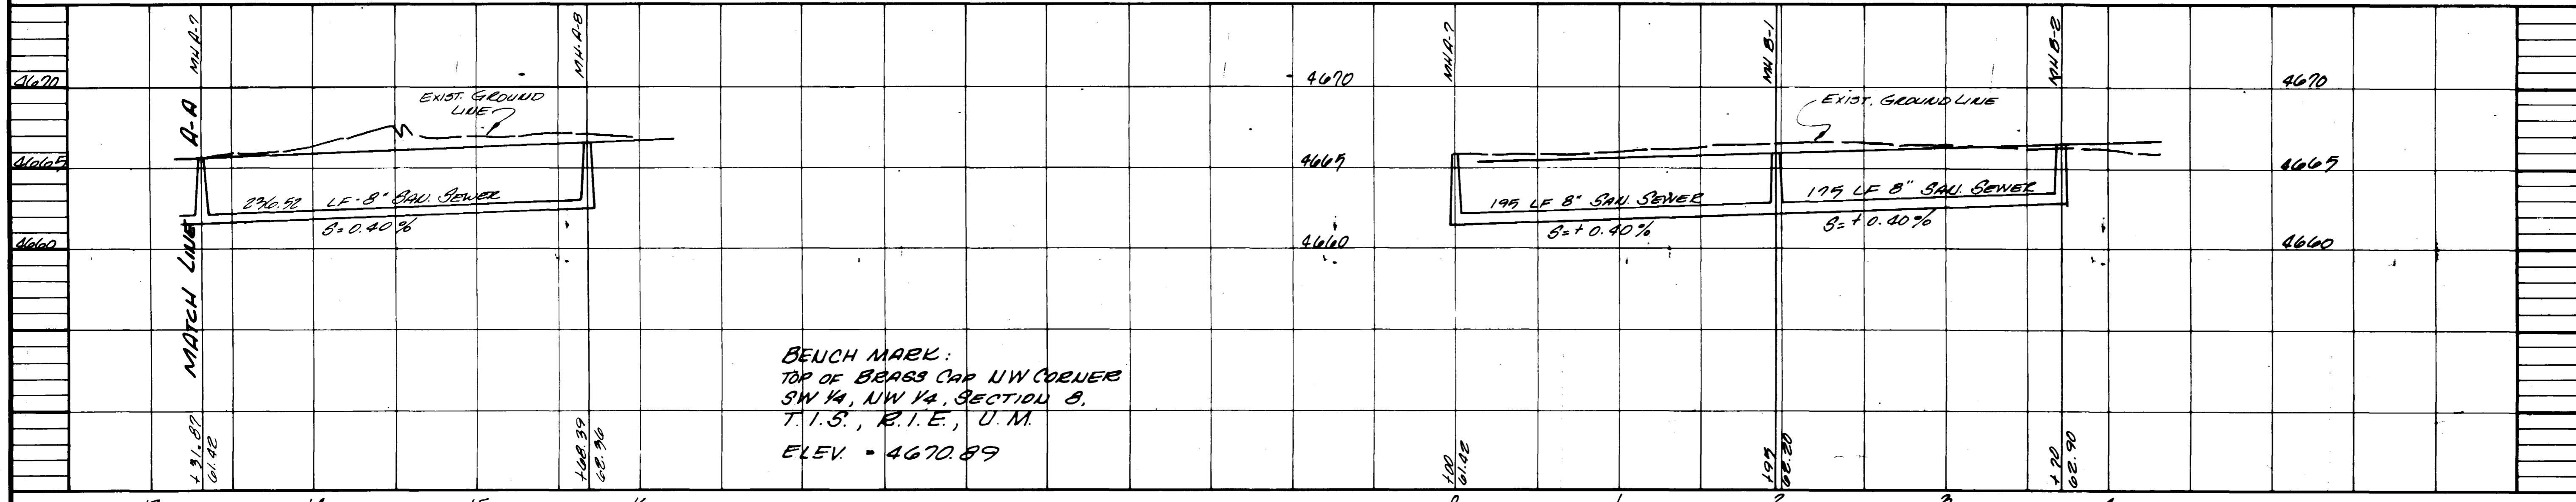 MH A-7
MH-A-8
MH A-7
MH B-1
MH B-2
4670
4670
4670
EXIST. GROUND
LINE
EXIST. GROUND LINE
MATCH LINE A-A
4665
4665
4665
236.52 LF-8" SAN. SEWER
S=0.40%
195 LF 8" SAN. SEWER
S=+0.40%
175 LF 8" SAN. SEWER
S=+0.40%
4660
4660
4660
BENCH MARK:
TOP OF BRASS CAP NW CORNER
SW 1/4, NW 1/4, SECTION 8,
T.1.S., R.1.E., U.M.
ELEV. = 4670.89
+31.87
61.42
+68.39
62.36
+00
61.42
+95
62.20
+70
62.90